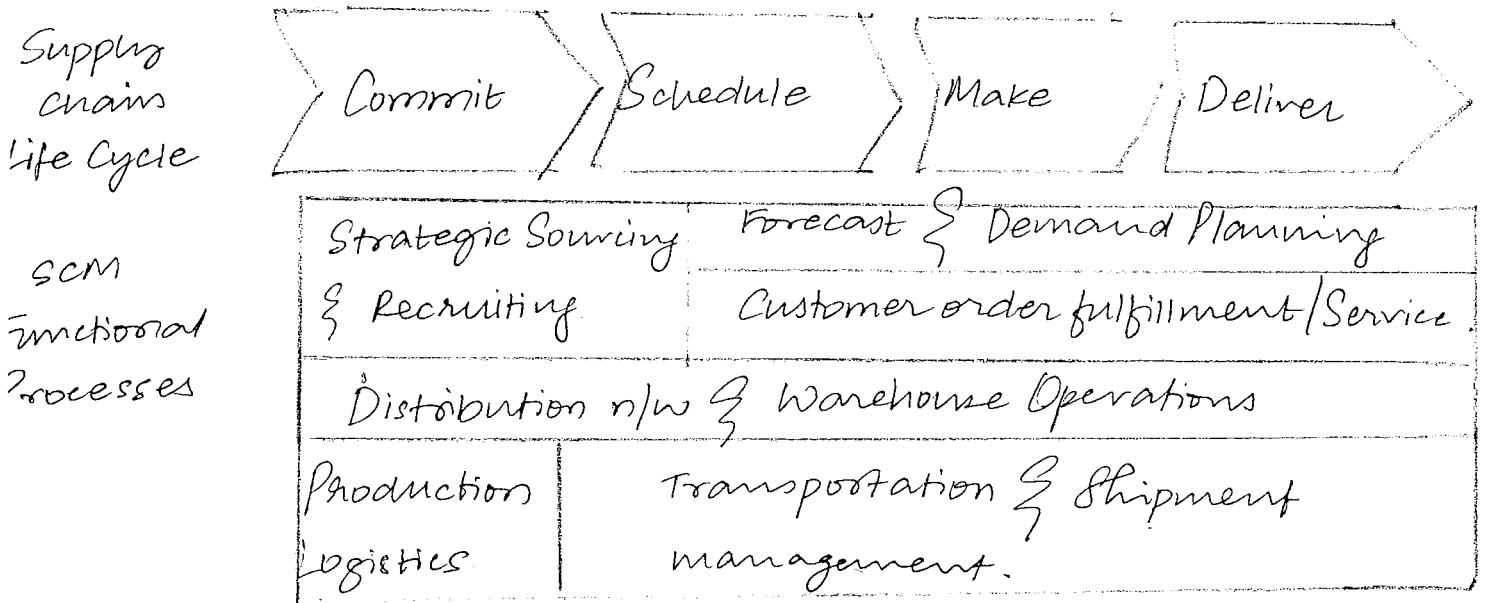 Supply
chains
Life Cycle
Commit
Schedule
Make
Deliver
SCM
Functional
Processes
Strategic Sourcing
& Recruiting
Forecast & Demand Planning
Customer order fulfillment/Service.
Distribution n/w & Warehouse Operations
Production
Logistics
Transportation & Shipment
management.